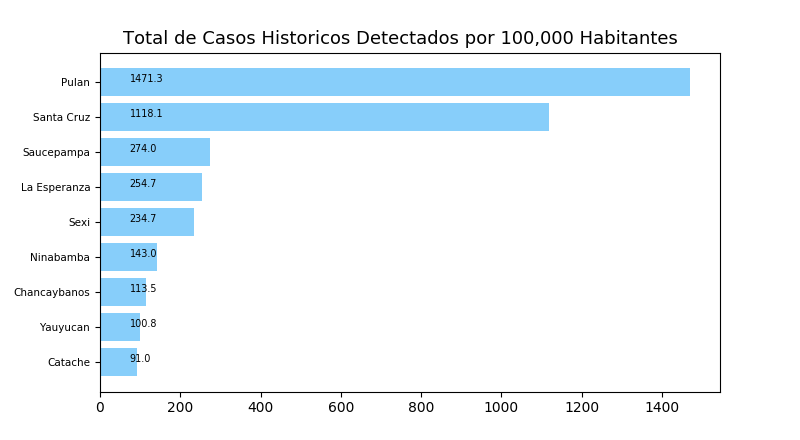 Total de Casos Historicos Detectados por 100,000 Habitantes
Pulan 1471.3
Santa Cruz 1118.1
Saucepampa 274.0
La Esperanza 254.7
Sexi 234.7
Ninabamba 143.0
Chancaybanos 113.5
Yauyucan 100.8
Catache 91.0
0 200 400 600 800 1000 1200 1400